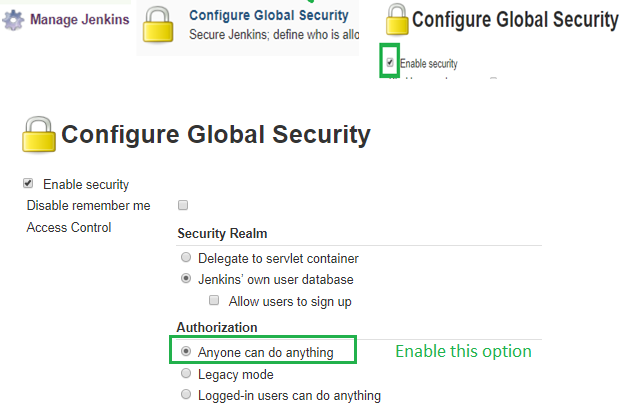 Manage Jenkins
Configure Global Security
Secure Jenkins; define who is allo
Configure Global Security
Enable security
Configure Global Security
Enable security
Disable remember me
Access Control
Security Realm
Delegate to servlet container
Jenkins' own user database
Allow users to sign up
Authorization
Anyone can do anything
Enable this option
Legacy mode
Logged-in users can do anything